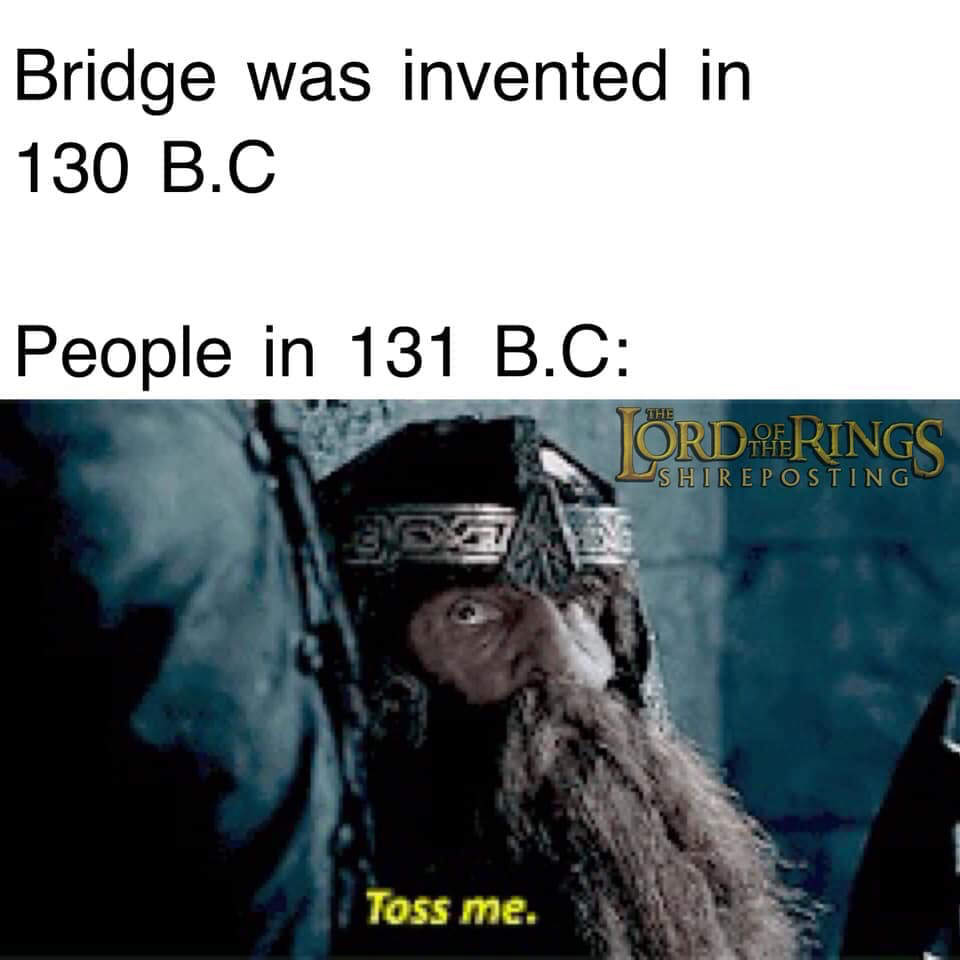 Bridge was invented in
130 B.C
People in 131 B.C:
THE
LORD OF THE RINGS
SHIREPOSTING
Toss me.